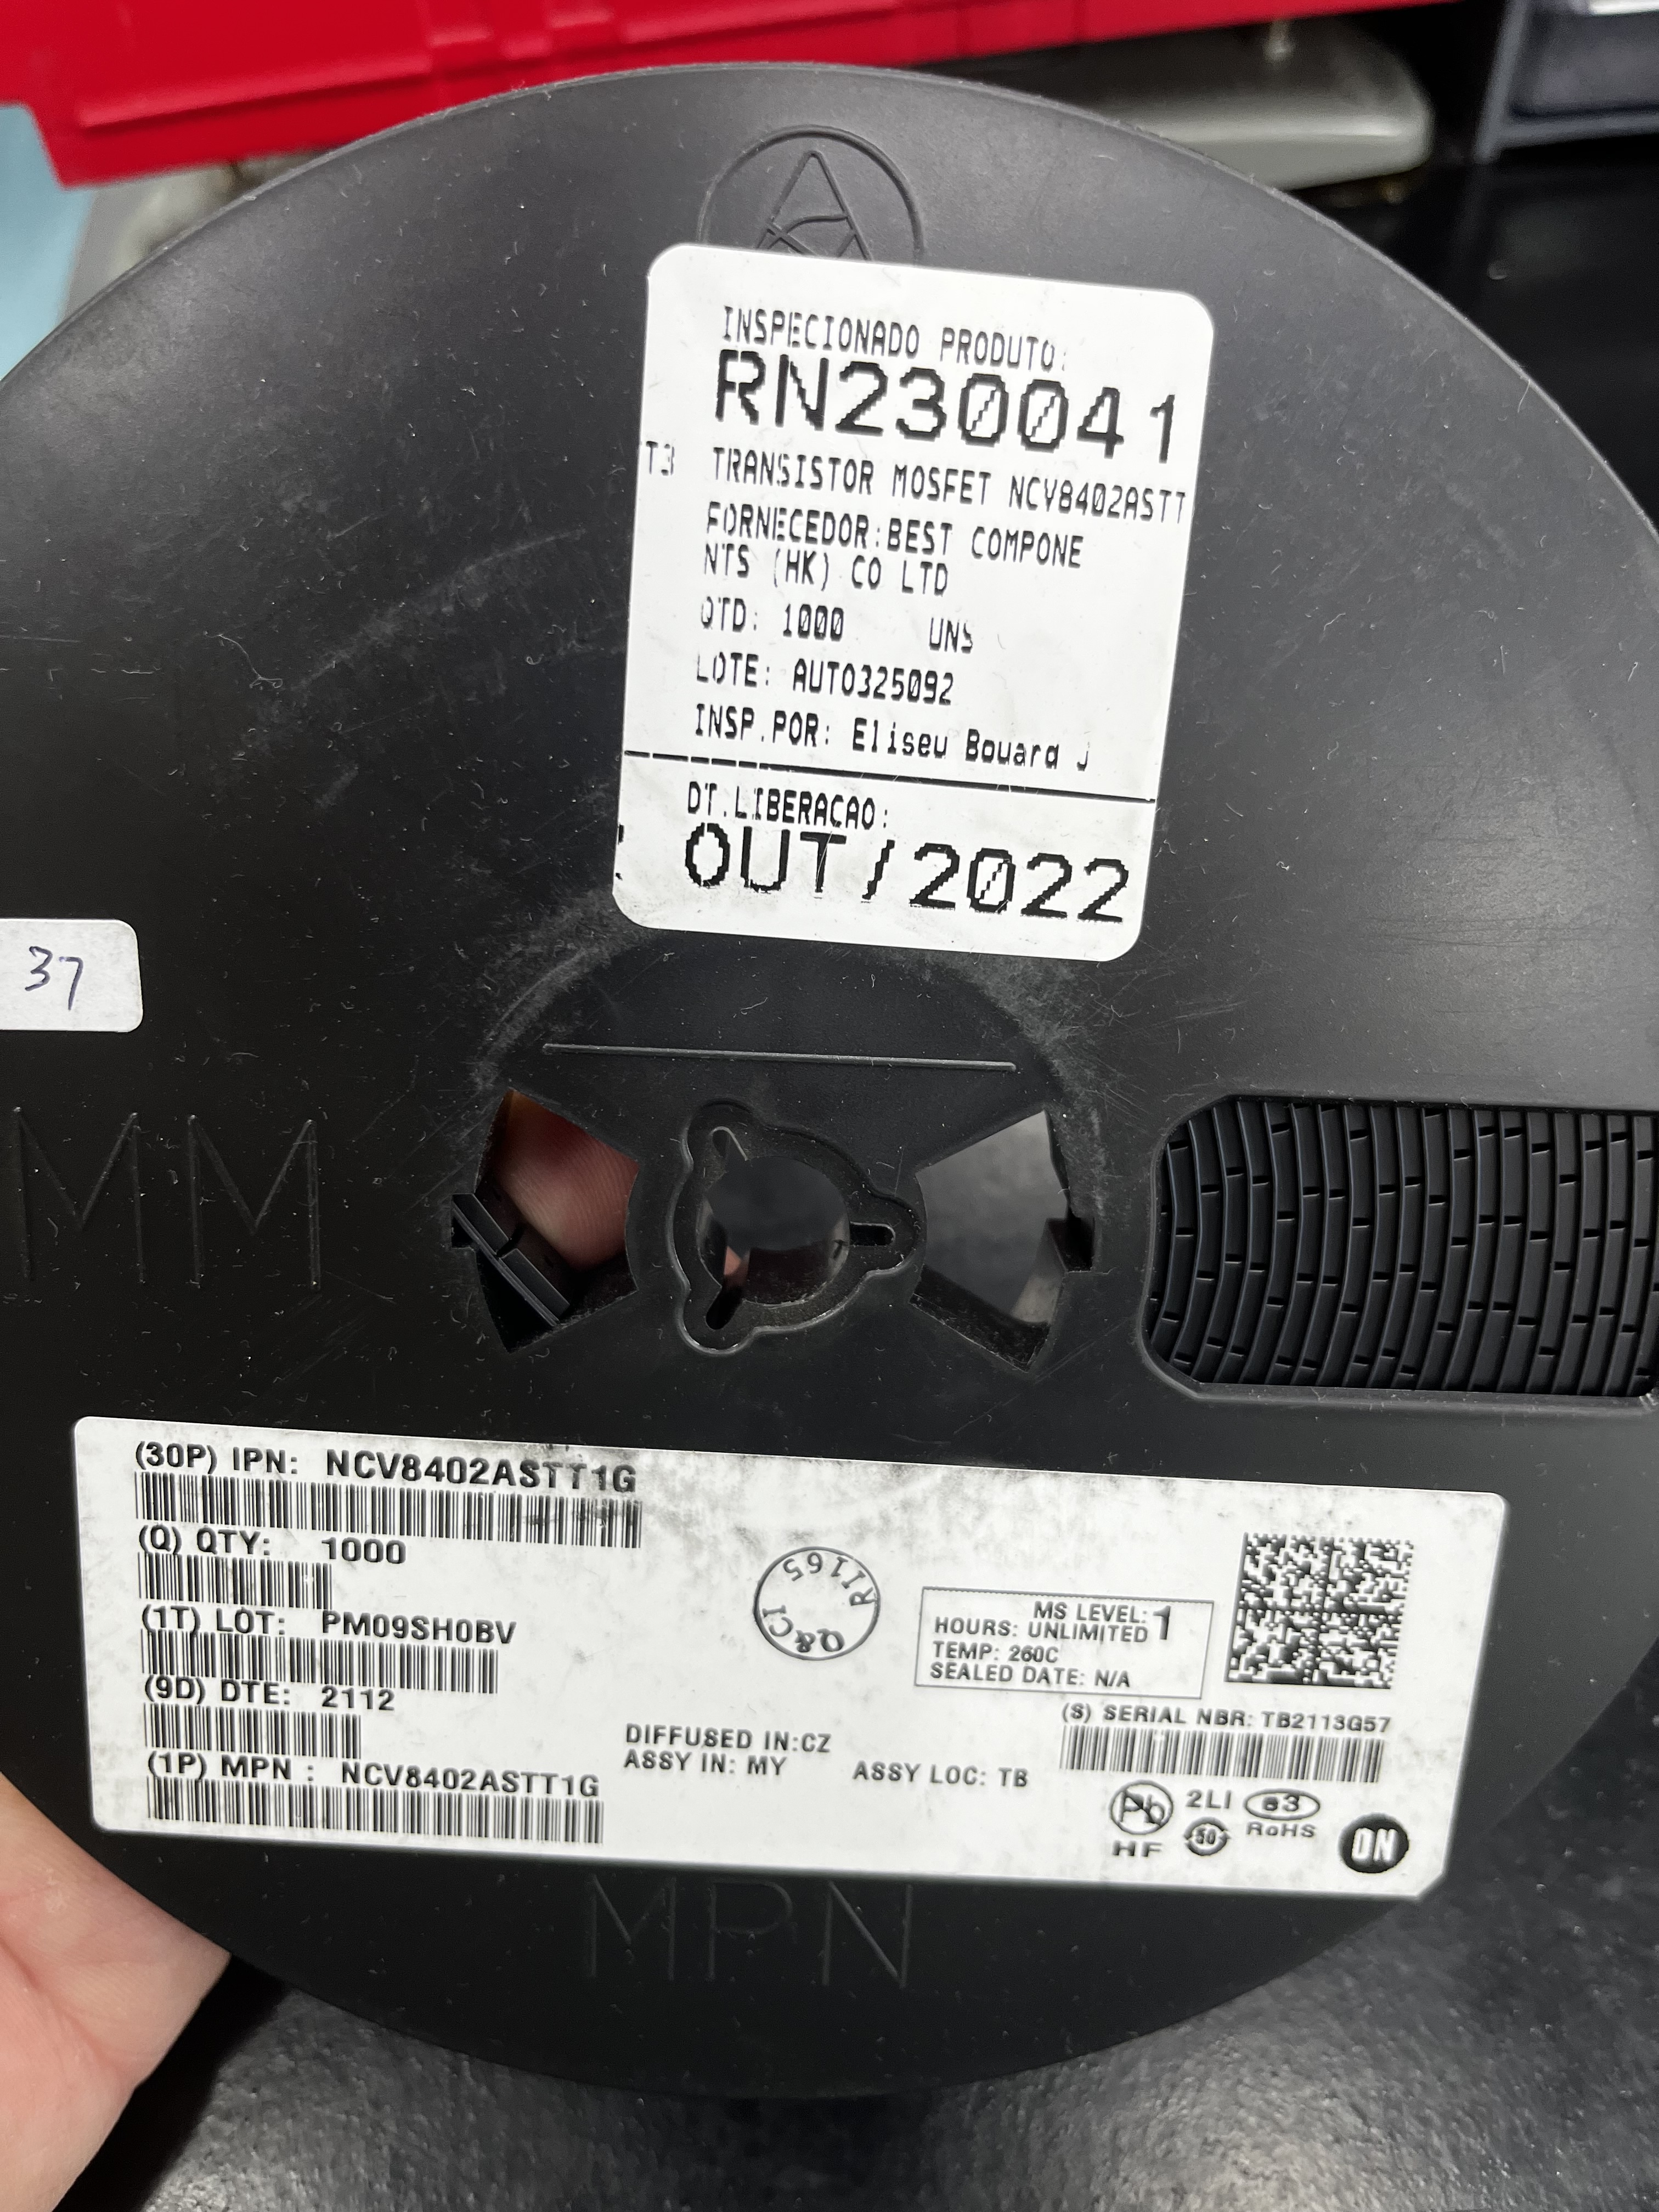 INSPECIONADO PRODUTO:
RN230041
T3 TRANSISTOR MOSFET NCV8402ASTT
FORNECEDOR:BEST COMPONE
NTS (HK) CO LTD
QTD: 1000 UNS
LOTE: AUTO325092
INSP.POR: Eliseu Bouard J
DT.LIBERACAO:
OUT/2022
37
MM
(30P) IPN: NCV8402ASTT1G
(Q) QTY: 1000
(1T) LOT: PM09SH0BV
(9D) DTE: 2112
(1P) MPN : NCV8402ASTT1G
RI165
Q&CI
MS LEVEL: 1
HOURS: UNLIMITED
TEMP: 260C
SEALED DATE: N/A
DIFFUSED IN:CZ
ASSY IN: MY ASSY LOC: TB
(S) SERIAL NBR: TB2113G57
Pb 2LI e3
HF 50 RoHS ON
MPN